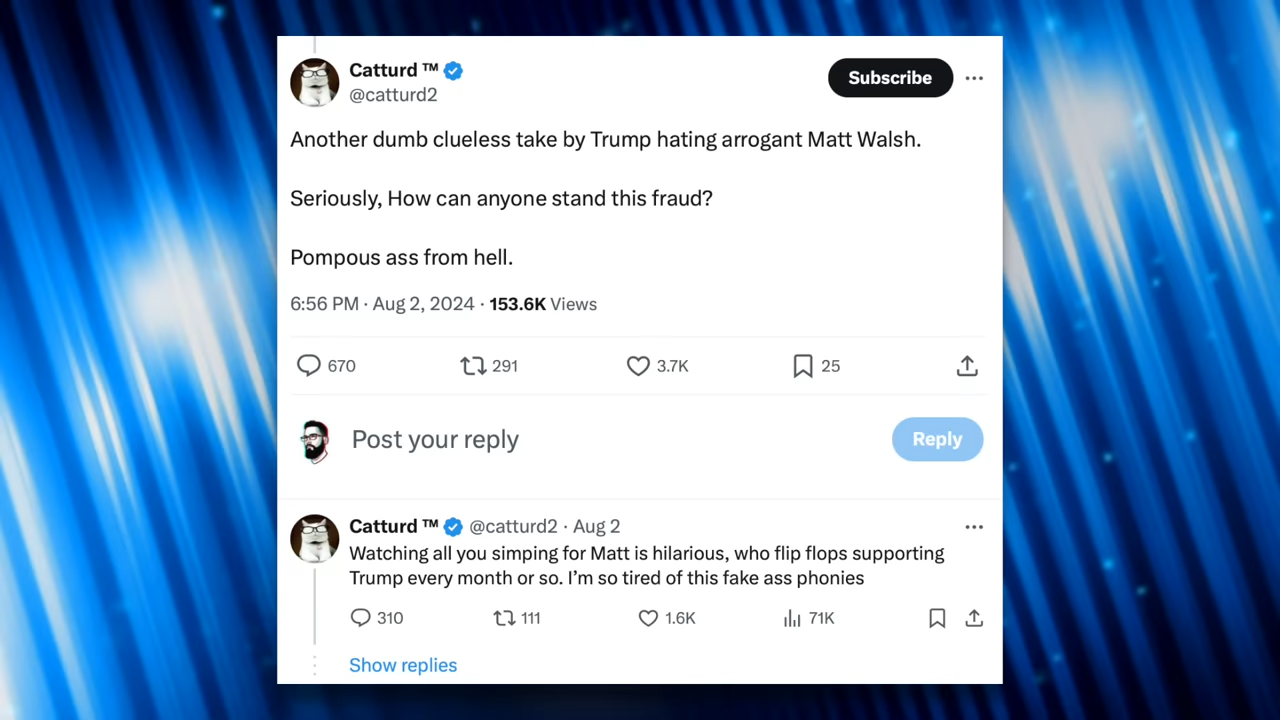 Catturd ™
@catturd2
Subscribe
Another dumb clueless take by Trump hating arrogant Matt Walsh.
Seriously, How can anyone stand this fraud?
Pompous ass from hell.
6:56 PM · Aug 2, 2024 · 153.6K Views
670 291 3.7K 25
Post your reply
Reply
Catturd ™ @catturd2 · Aug 2
Watching all you simping for Matt is hilarious, who flip flops supporting
Trump every month or so. I’m so tired of this fake ass phonies
310 111 1.6K 71K
Show replies